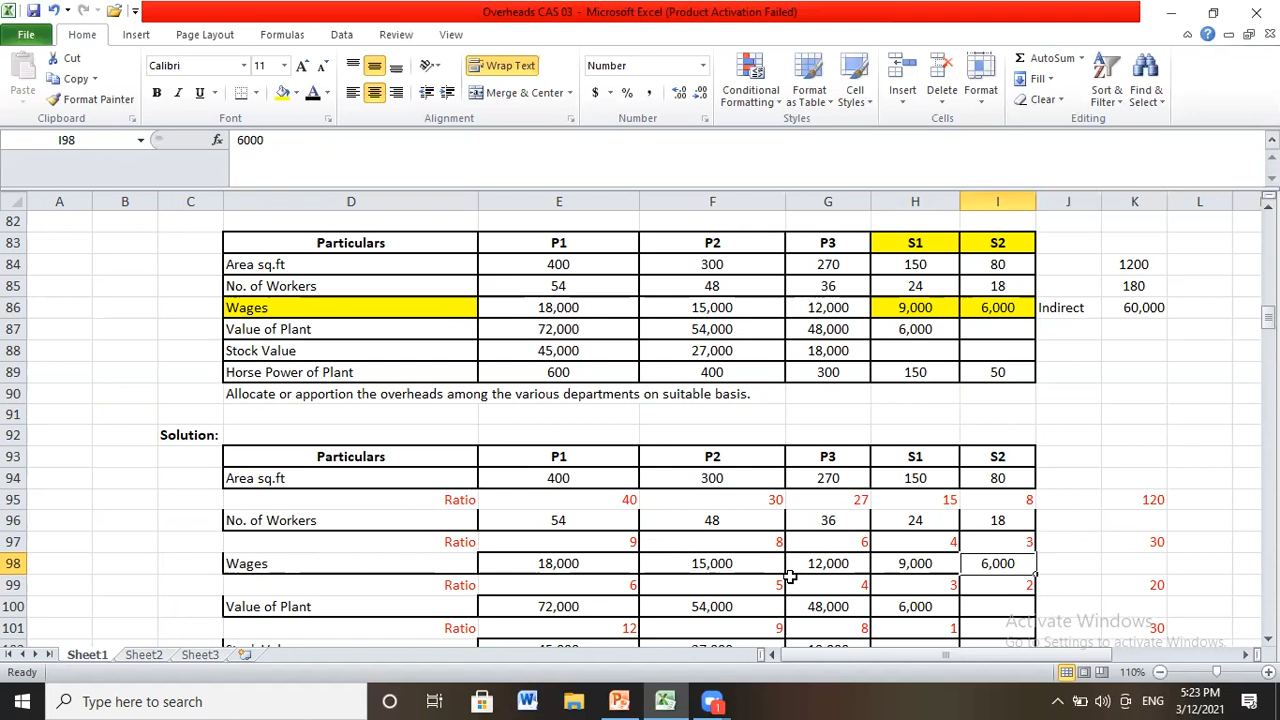 Overheads CAS 03 - Microsoft Excel (Product Activation Failed)
File Home Insert Page Layout Formulas Data Review View
Cut
Copy
Format Painter
Paste
Clipboard
Calibri 11
B I U
Font
Wrap Text
Merge & Center
Alignment
Number
$ % ,
Number
Conditional Formatting
Format as Table
Cell Styles
Styles
Insert Delete Format
Cells
AutoSum
Fill
Clear
Sort & Filter
Find & Select
Editing
I98 fx 6000
A B C D E F G H I J K L
82
83 Particulars P1 P2 P3 S1 S2
84 Area sq.ft 400 300 270 150 80 1200
85 No. of Workers 54 48 36 24 18 180
86 Wages 18,000 15,000 12,000 9,000 6,000 Indirect 60,000
87 Value of Plant 72,000 54,000 48,000 6,000
88 Stock Value 45,000 27,000 18,000
89 Horse Power of Plant 600 400 300 150 50
90 Allocate or apportion the overheads among the various departments on suitable basis.
91
92 Solution:
93 Particulars P1 P2 P3 S1 S2
94 Area sq.ft 400 300 270 150 80
95 Ratio 40 30 27 15 8 120
96 No. of Workers 54 48 36 24 18
97 Ratio 9 8 6 4 3 30
98 Wages 18,000 15,000 12,000 9,000 6,000
99 Ratio 6 5 4 3 2 20
100 Value of Plant 72,000 54,000 48,000 6,000
101 Ratio 12 9 8 1 30
Activate Windows
Go to Settings to activate Windows.
Sheet1 Sheet2 Sheet3
Ready 110%
Type here to search
1
ENG
5:23 PM
3/12/2021